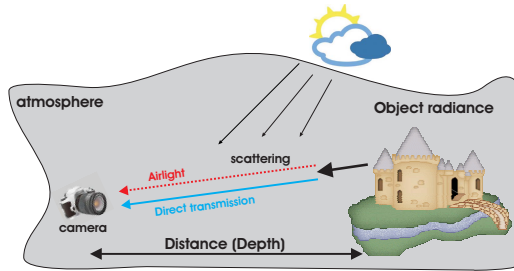 atmosphere
Object radiance
scattering
Airlight
Direct transmission
camera
Distance (Depth)